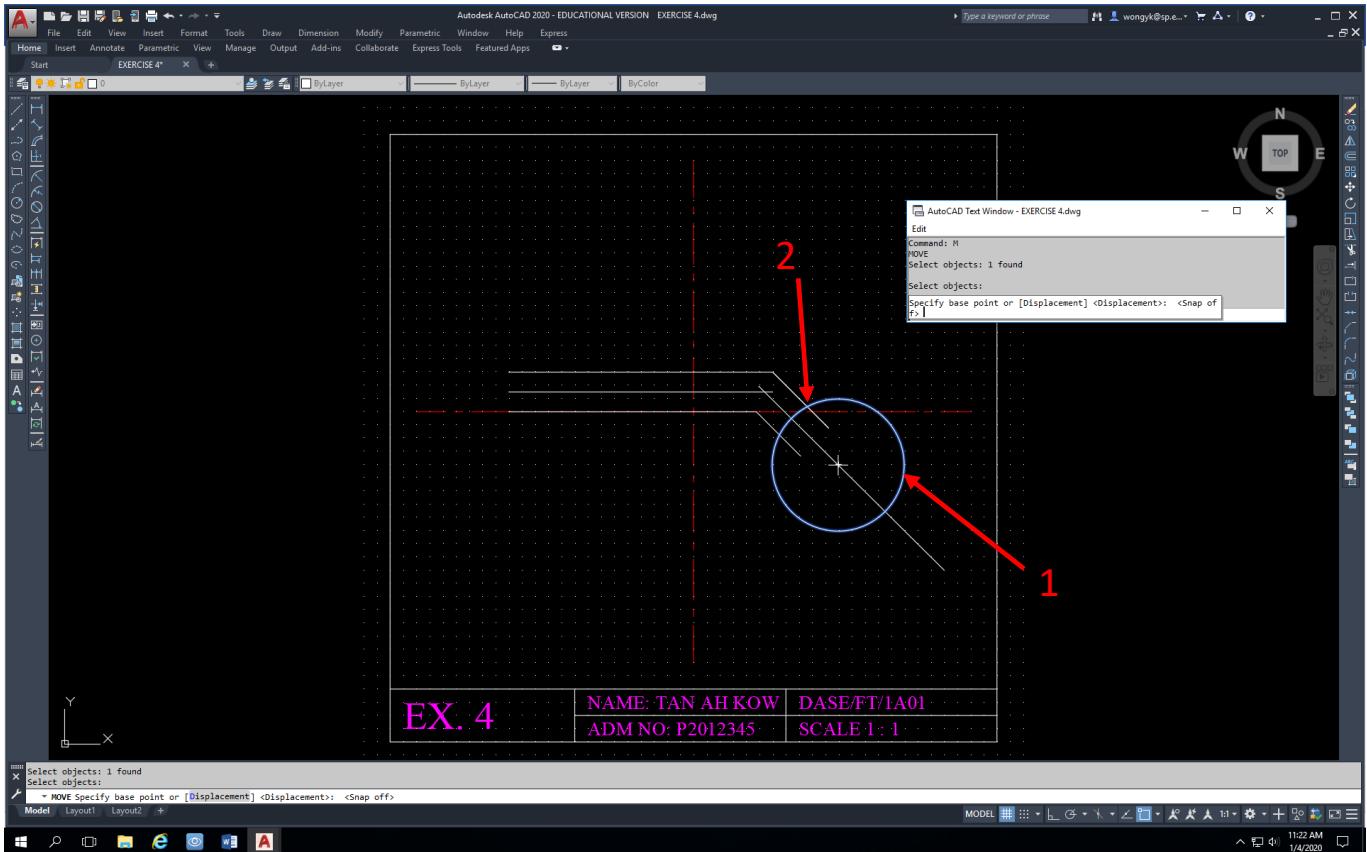 Autodesk AutoCAD 2020 - EDUCATIONAL VERSION EXERCISE 4.dwg
Type a keyword or phrase
wongyk@sp.e...
File Edit View Insert Format Tools Draw Dimension Modify Parametric Window Help Express
Home Insert Annotate Parametric View Manage Output Add-ins Collaborate Express Tools Featured Apps
Start EXERCISE 4*
0 ByLayer ByLayer ByLayer ByColor
N
W TOP E
S
AutoCAD Text Window - EXERCISE 4.dwg
Edit
Command: M
MOVE
Select objects: 1 found
Select objects:
Specify base point or [Displacement] <Displacement>: <Snap of
f>
2
1
EX. 4
NAME: TAN AH KOW
DASE/FT/1A01
ADM NO: P2012345
SCALE 1 : 1
Y
X
Select objects: 1 found
Select objects:
MOVE Specify base point or [Displacement] <Displacement>: <Snap off>
Model Layout1 Layout2 +
MODEL 1:1
11:22 AM
1/4/2020